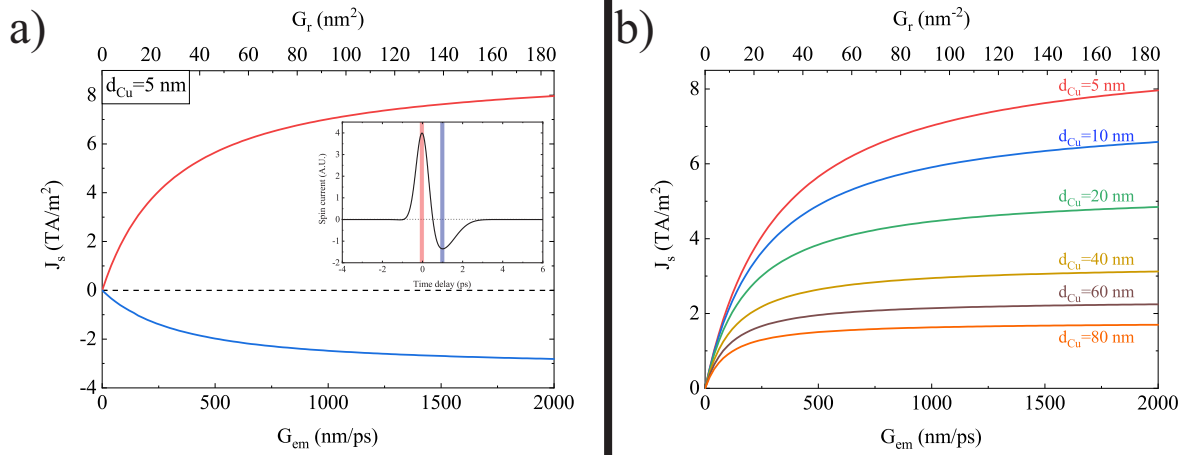 a)
G_r (nm²)
0 20 40 60 80 100 120 140 160 180
d_Cu=5 nm
8
6
4
2
0
-2
-4
J_s (TA/m²)
0 500 1000 1500 2000
G_em (nm/ps)
4
3
2
1
0
-1
-2
Spin current (A.U.)
-4 -2 0 2 4 6
Time delay (ps)
b)
G_r (nm⁻²)
0 20 40 60 80 100 120 140 160 180
8
6
4
2
0
J_s (TA/m²)
d_Cu=5 nm
d_Cu=10 nm
d_Cu=20 nm
d_Cu=40 nm
d_Cu=60 nm
d_Cu=80 nm
0 500 1000 1500 2000
G_em (nm/ps)